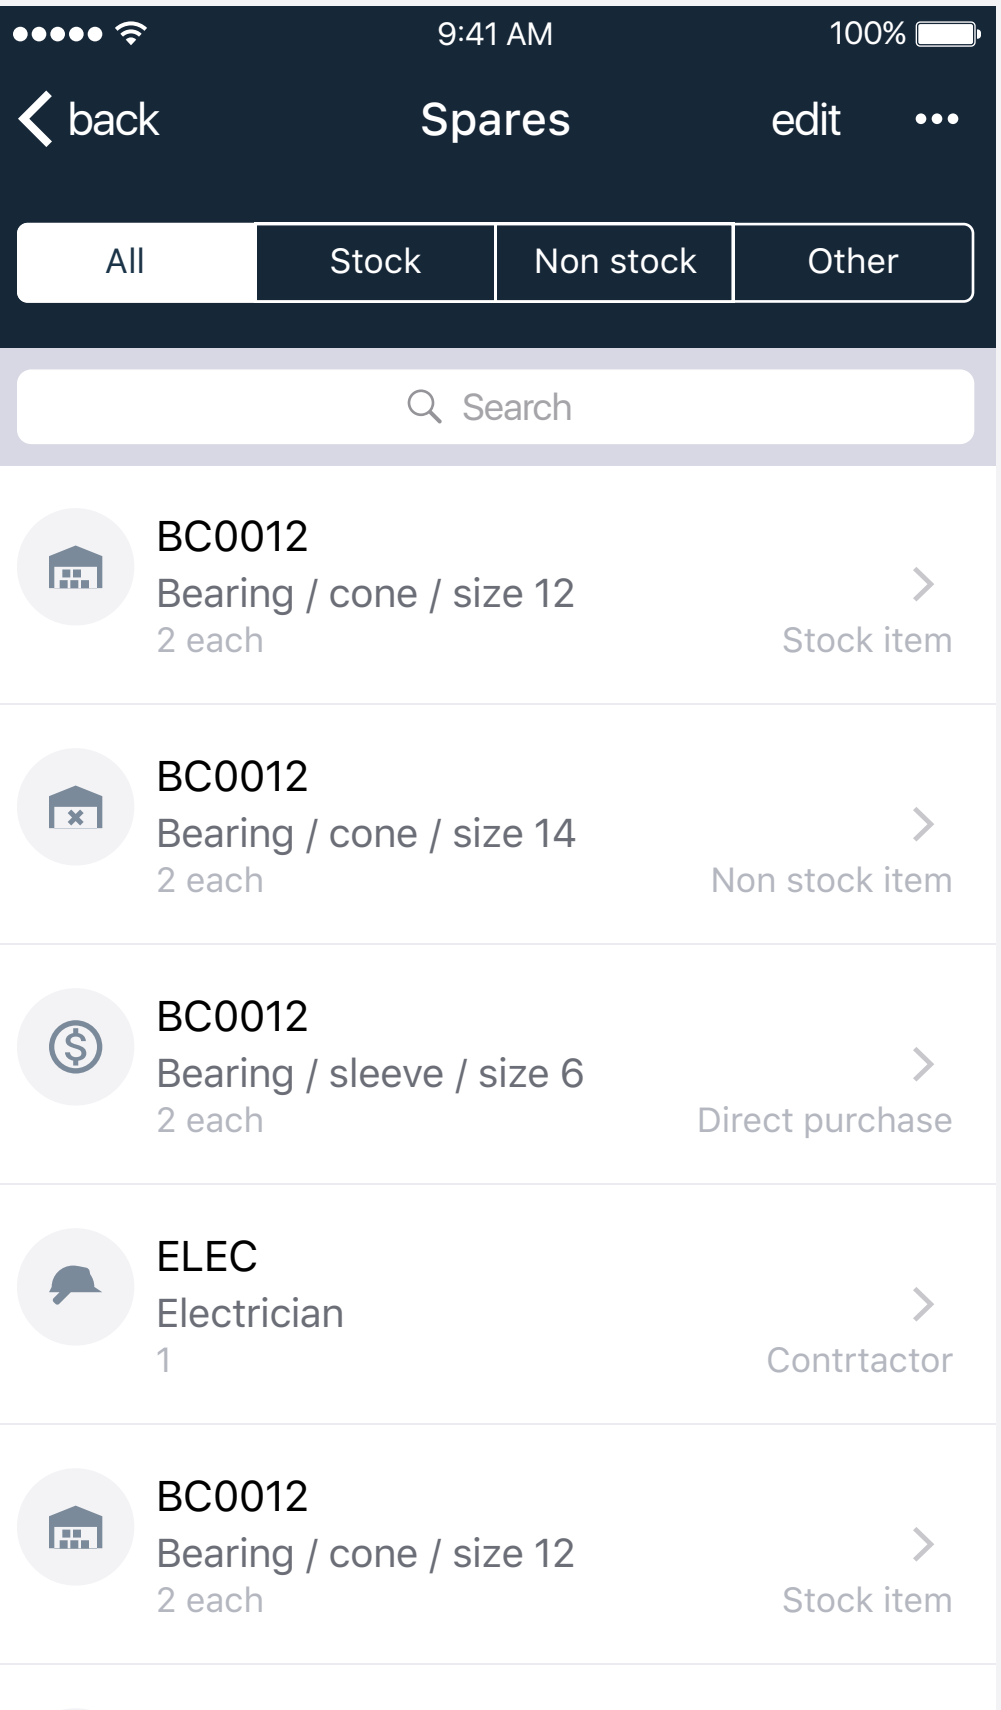 9:41 AM 100%
back Spares edit •••
All Stock Non stock Other
Search
BC0012
Bearing / cone / size 12
2 each Stock item
BC0012
Bearing / cone / size 14
2 each Non stock item
BC0012
Bearing / sleeve / size 6
2 each Direct purchase
ELEC
Electrician
1 Contrtactor
BC0012
Bearing / cone / size 12
2 each Stock item